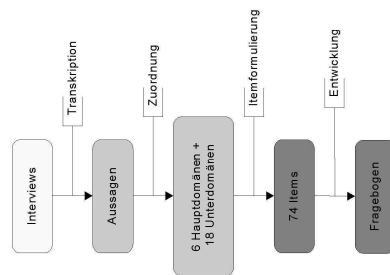 Interviews
Transkription
Aussagen
Zuordnung
6 Hauptdomänen +
18 Unterdomänen
Itemformulierung
74 Items
Entwicklung
Fragebogen